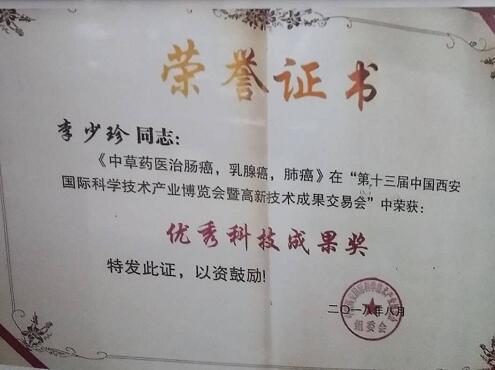 荣誉证书
李少珍 同志：
《中草药医治肠癌，乳腺癌，肺癌》在“第十三届中国西安
国际科学技术产业博览会暨高新技术成果交易会”中荣获：
优秀科技成果奖
特发此证，以资鼓励！
二〇一八年八月
组委会